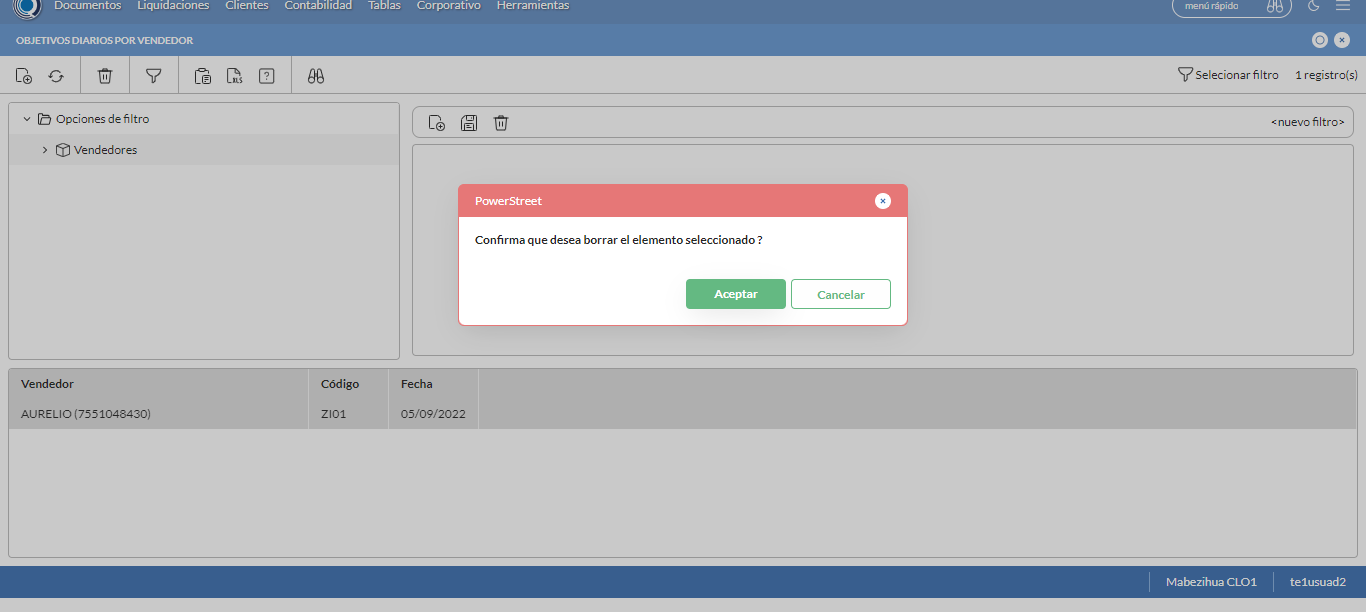 Documentos Liquidaciones Clientes Contabilidad Tablas Corporativo Herramientas menú rápido
OBJETIVOS DIARIOS POR VENDEDOR
XLS ? Selecionar filtro 1 registro(s)
Opciones de filtro
<nuevo filtro>
Vendedores
PowerStreet
Confirma que desea borrar el elemento seleccionado ?
Aceptar Cancelar
Vendedor Código Fecha
AURELIO (7551048430) ZI01 05/09/2022
Mabezihua CLO1 te1usuad2